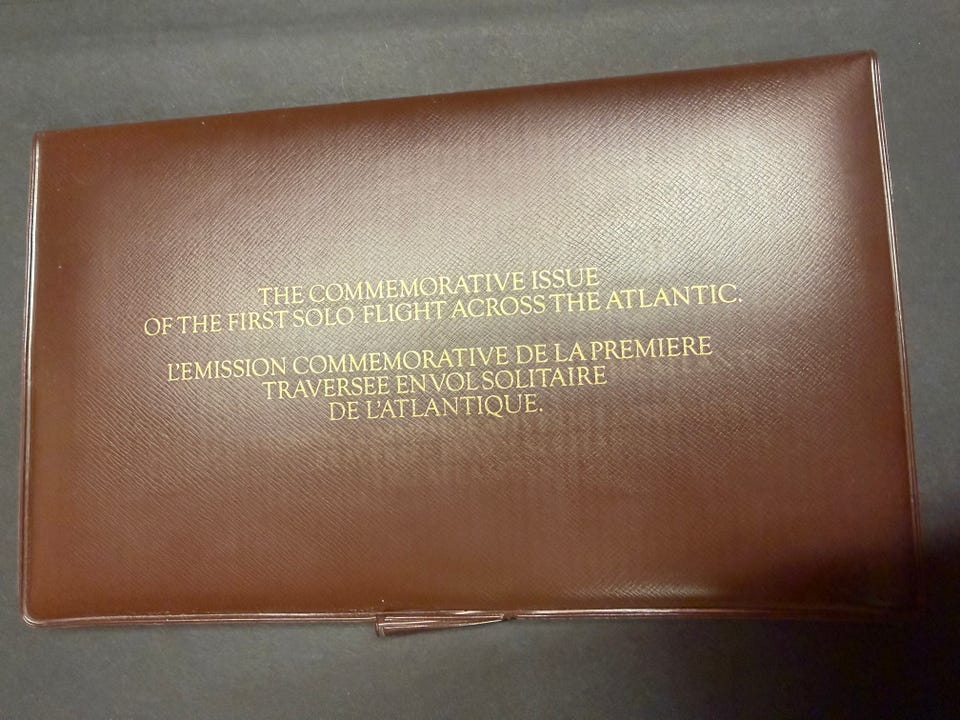 THE COMMEMORATIVE ISSUE
OF THE FIRST SOLO FLIGHT ACROSS THE ATLANTIC.
L'EMISSION COMMEMORATIVE DE LA PREMIERE
TRAVERSEE EN VOL SOLITAIRE
DE L'ATLANTIQUE.